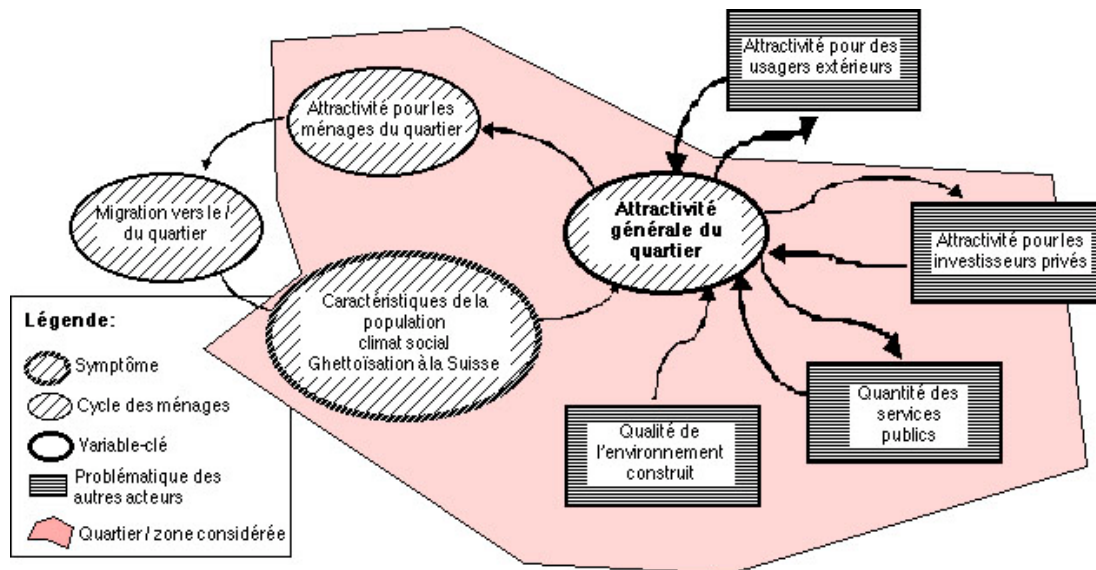 Attractivité pour des
usagers extérieurs
Attractivité pour les
ménages du quartier
Migration vers le /
du quartier
Attractivité
générale du
quartier
Attractivité pour les
investisseurs privés
Caractéristiques de la
population
climat social
Ghettoïsation à la Suisse
Quantité des
services
publics
Qualité de
l'environnement
construit
Légende:
Symptôme
Cycle des ménages
Variable-clé
Problématique des
autres acteurs
Quartier / zone considérée